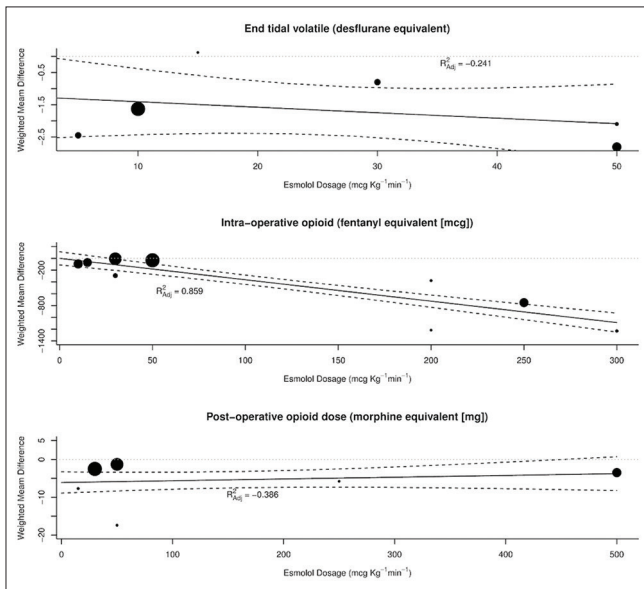 End tidal volatile (desflurane equivalent)
Weighted Mean Difference
-0.5
-1.5
-2.5
R²Adj = -0.241
10 20 30 40 50
Esmolol Dosage (mcg Kg⁻¹min⁻¹)
Intra-operative opioid (fentanyl equivalent [mcg])
Weighted Mean Difference
-200
-800
-1400
R²Adj = 0.859
0 50 100 150 200 250 300
Esmolol Dosage (mcg Kg⁻¹min⁻¹)
Post-operative opioid dose (morphine equivalent [mg])
Weighted Mean Difference
5
0
-10
-20
R²Adj = -0.386
0 100 200 300 400 500
Esmolol Dosage (mcg Kg⁻¹min⁻¹)